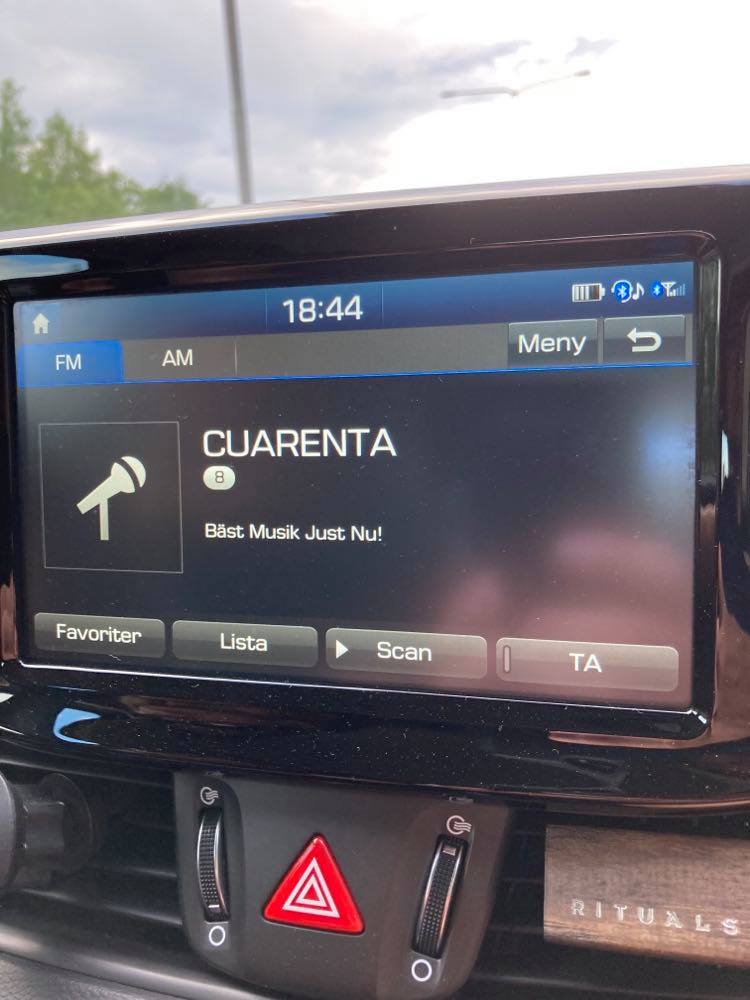 18:44
FM
AM
Meny
CUARENTA
8
Bäst Musik Just Nu!
Favoriter
Lista
Scan
TA
RITUALS